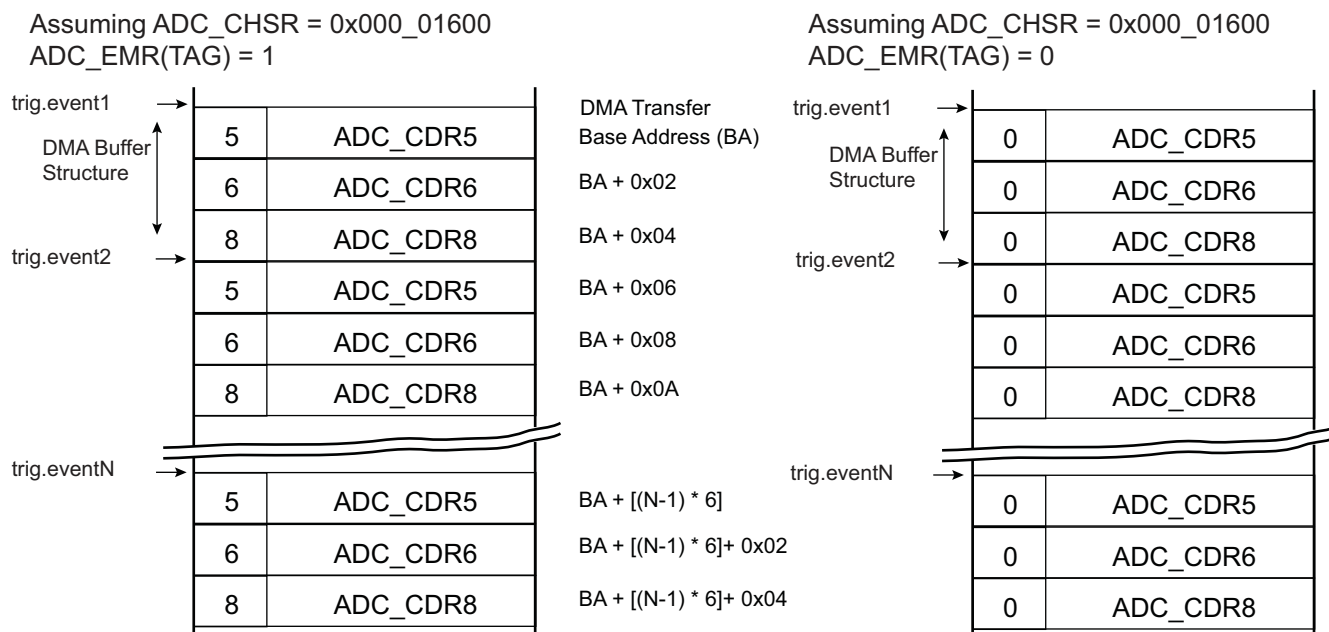 Assuming ADC_CHSR = 0x000_01600
ADC_EMR(TAG) = 1
trig.event1
DMA Buffer
Structure
5 ADC_CDR5
6 ADC_CDR6
8 ADC_CDR8
trig.event2
5 ADC_CDR5
6 ADC_CDR6
8 ADC_CDR8
trig.eventN
5 ADC_CDR5
6 ADC_CDR6
8 ADC_CDR8
DMA Transfer
Base Address (BA)
BA + 0x02
BA + 0x04
BA + 0x06
BA + 0x08
BA + 0x0A
BA + [(N-1) * 6]
BA + [(N-1) * 6]+ 0x02
BA + [(N-1) * 6]+ 0x04
Assuming ADC_CHSR = 0x000_01600
ADC_EMR(TAG) = 0
trig.event1
DMA Buffer
Structure
0 ADC_CDR5
0 ADC_CDR6
0 ADC_CDR8
trig.event2
0 ADC_CDR5
0 ADC_CDR6
0 ADC_CDR8
trig.eventN
0 ADC_CDR5
0 ADC_CDR6
0 ADC_CDR8